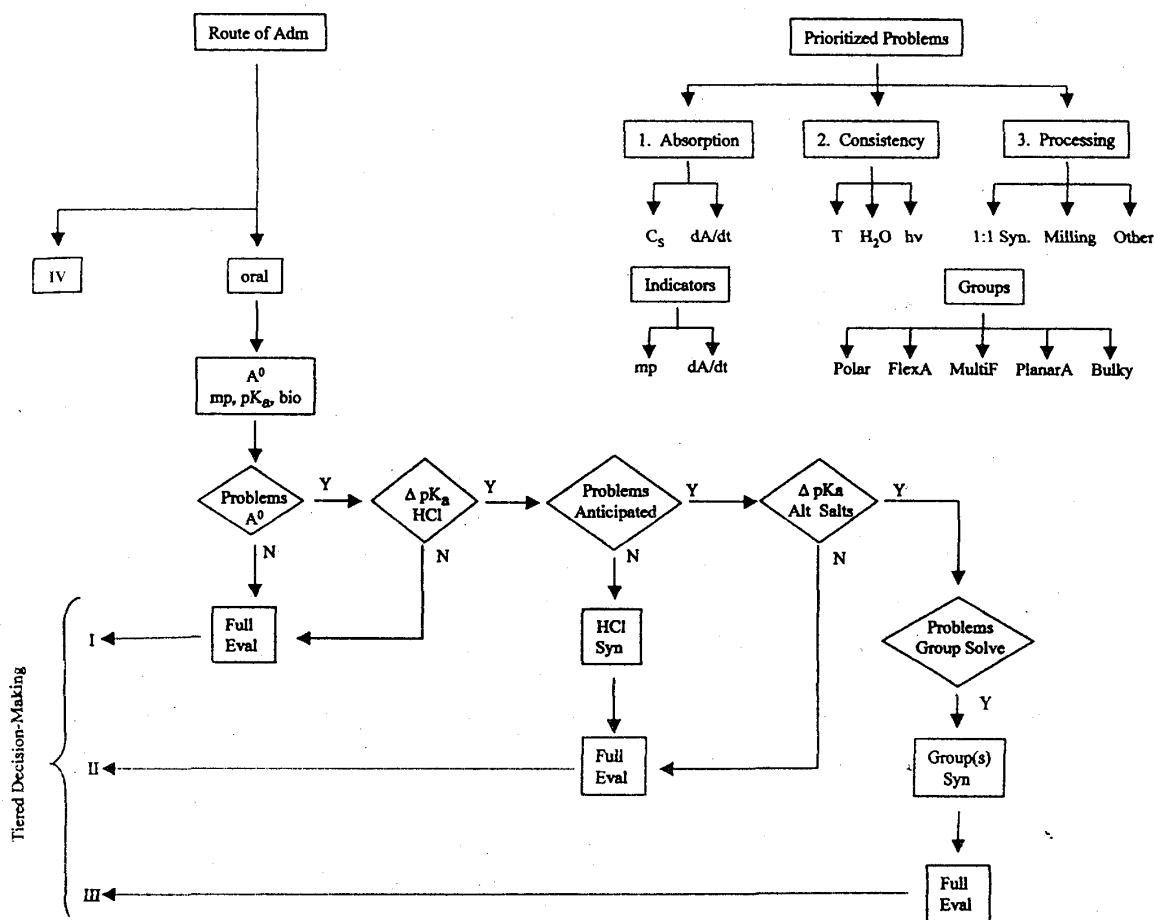 Route of Adm
Prioritized Problems
1. Absorption
2. Consistency
3. Processing
C_S
dA/dt
T
H₂O
hν
1:1 Syn.
Milling
Other
IV
oral
Indicators
Groups
mp
dA/dt
Polar
FlexA
MultiF
PlanarA
Bulky
A⁰
mp, pKₐ, bio
Problems
A⁰
Y
Δ pKₐ
HCl
Y
Problems
Anticipated
Y
Δ pKa
Alt Salts
Y
N
N
N
N
Full
Eval
I
HCl
Syn
Problems
Group Solve
Y
Full
Eval
II
Group(s)
Syn
Full
Eval
III
Tiered Decision-Making